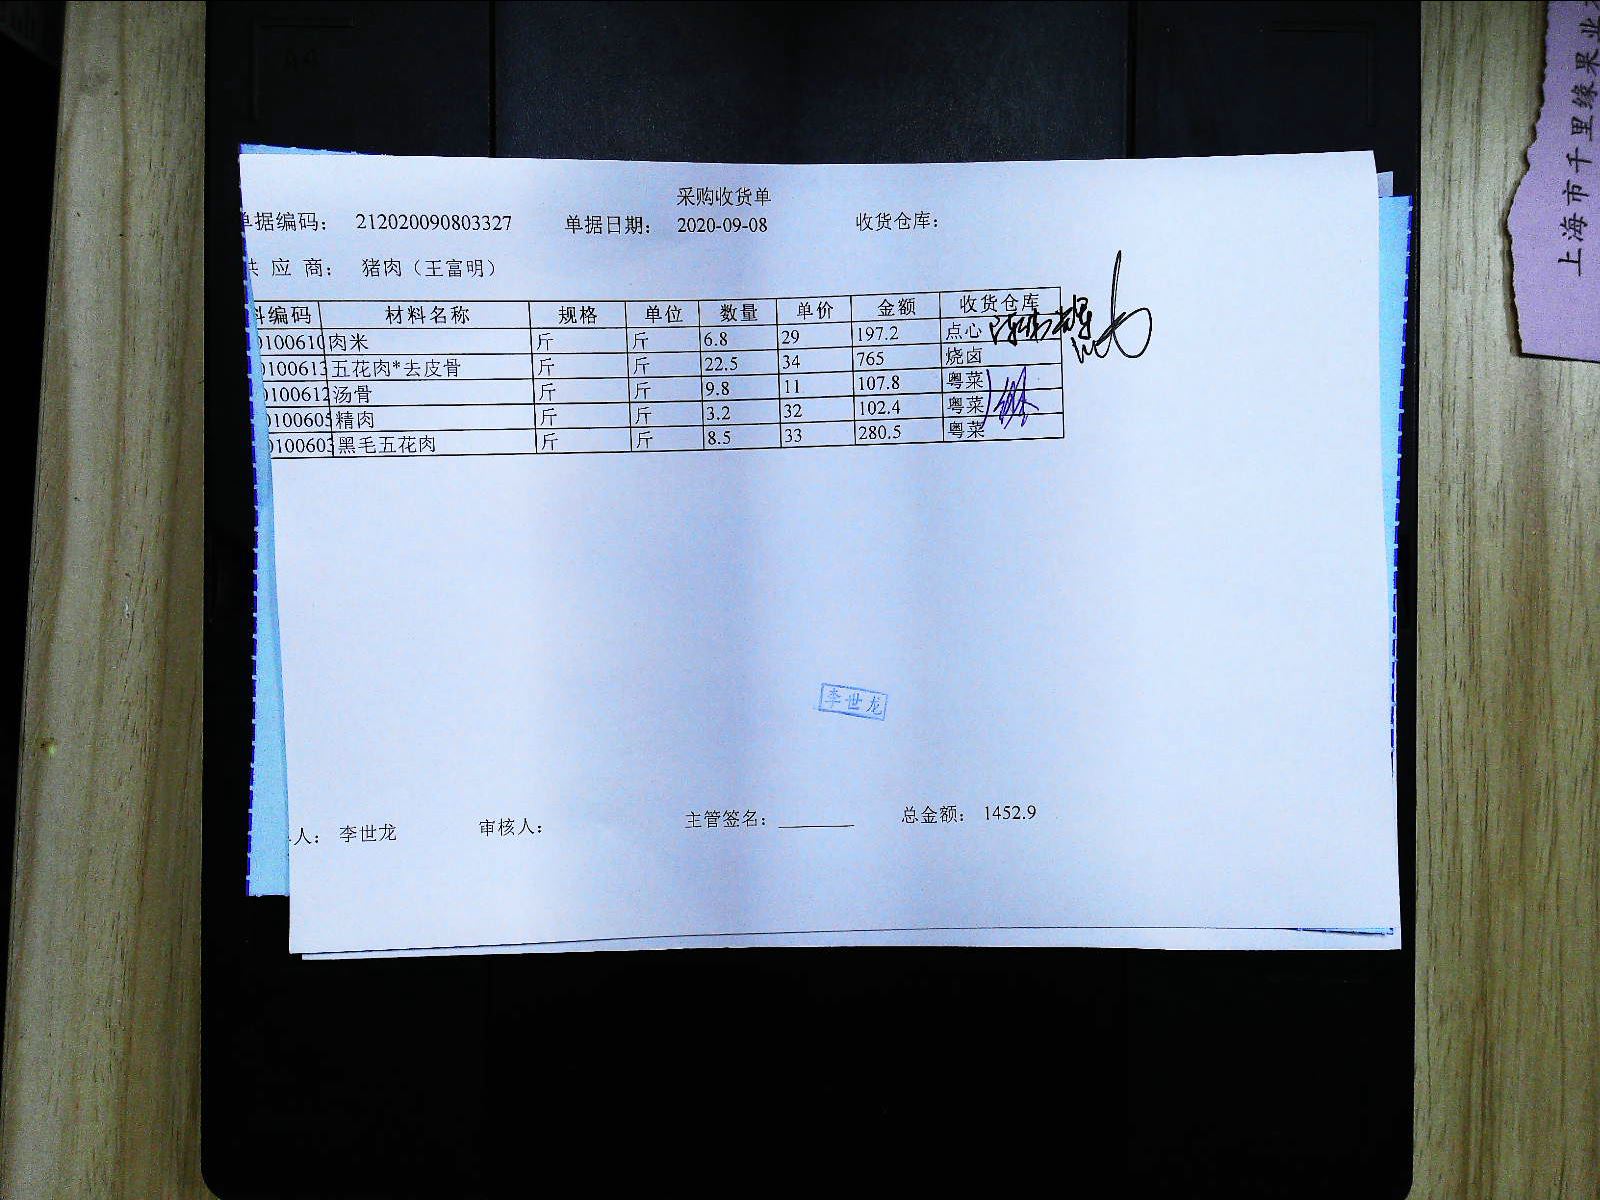 采购收货单
单据编码： 212020090803327 单据日期： 2020-09-08 收货仓库：
供 应 商： 猪肉（王富明）
料编码 材料名称 规格 单位 数量 单价 金额 收货仓库
0100610 肉米 斤 斤 6.8 29 197.2 点心
0100613 五花肉*去皮骨 斤 斤 22.5 34 765 烧卤
0100612 汤骨 斤 斤 9.8 11 107.8 粤菜
0100605 精肉 斤 斤 3.2 32 102.4 粤菜
0100603 黑毛五花肉 斤 斤 8.5 33 280.5 粤菜
李世龙
人： 李世龙 审核人： 主管签名： 总金额： 1452.9
上海市千里缘果业